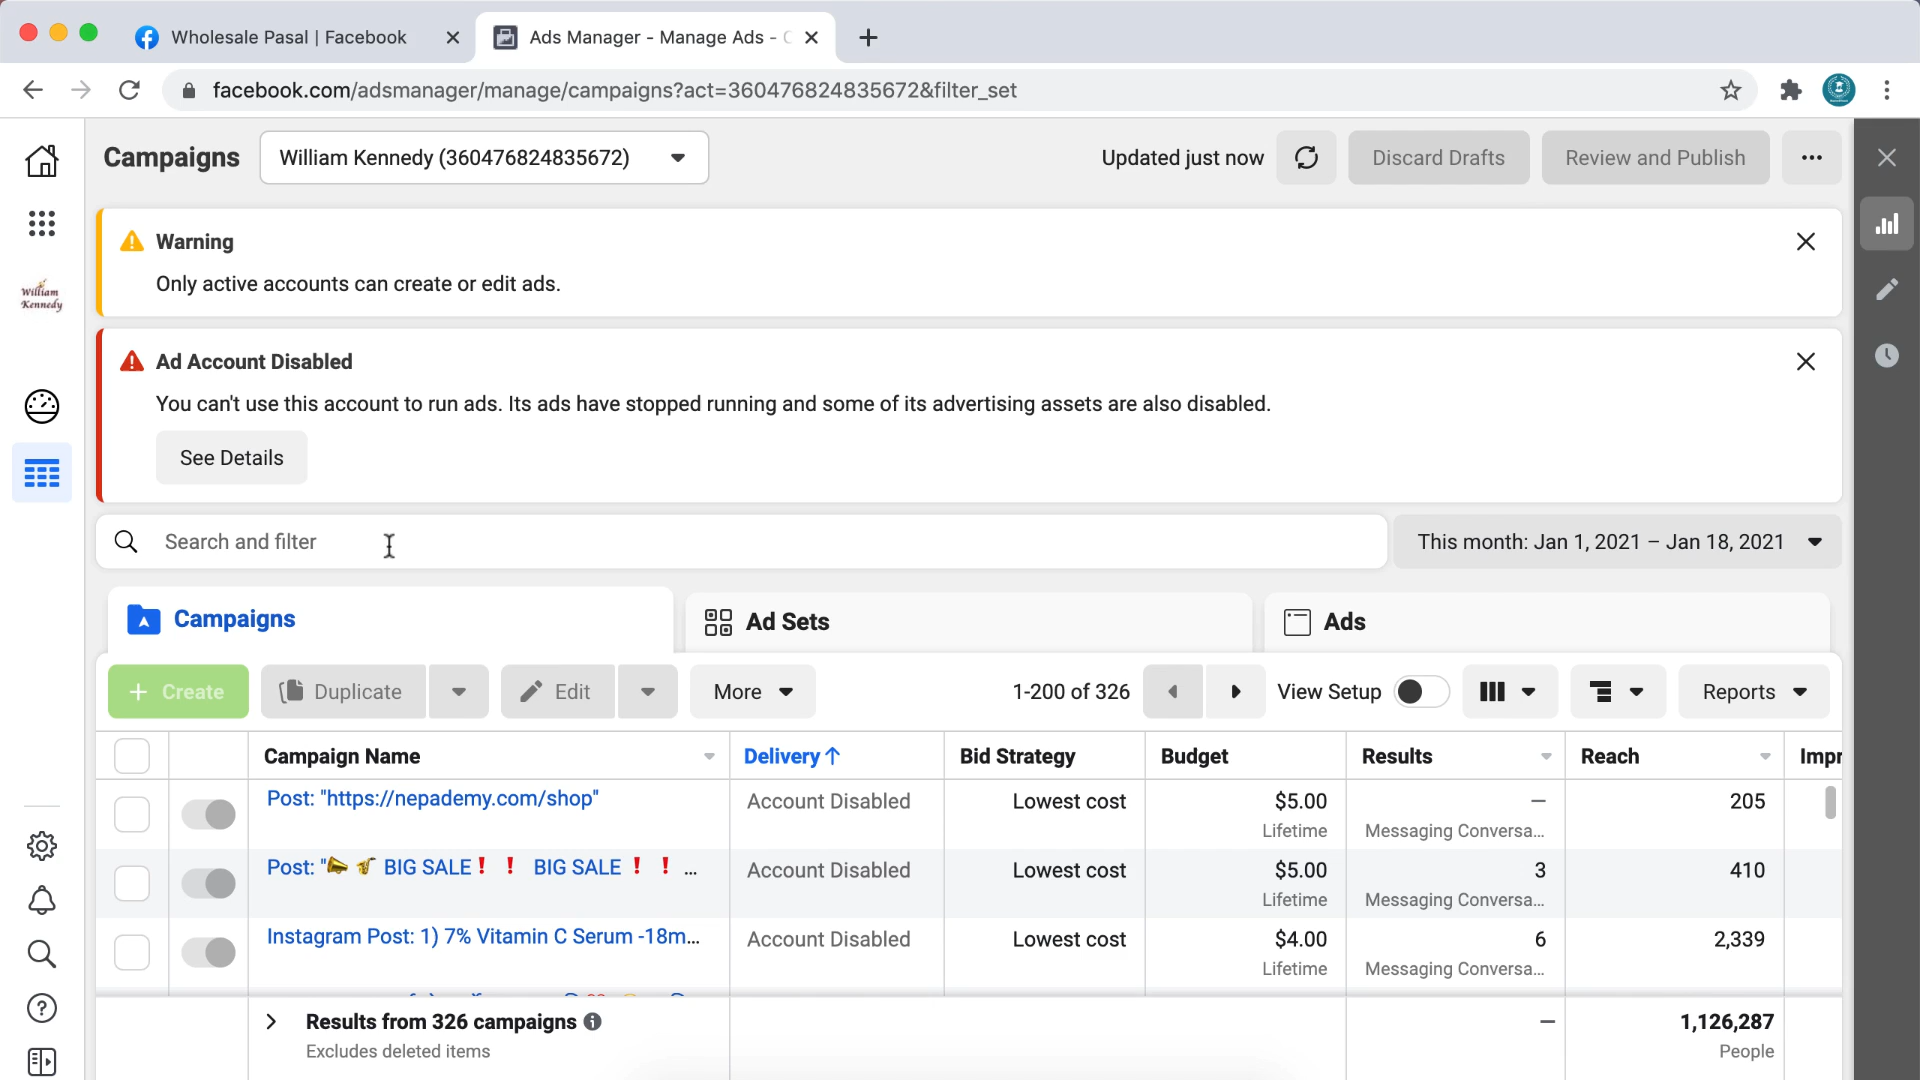 Wholesale Pasal | Facebook
Ads Manager - Manage Ads - C
facebook.com/adsmanager/manage/campaigns?act=360476824835672&filter_set
Campaigns
William Kennedy (360476824835672)
Updated just now
Discard Drafts
Review and Publish
William
Kennedy
Warning
Only active accounts can create or edit ads.
Ad Account Disabled
You can't use this account to run ads. Its ads have stopped running and some of its advertising assets are also disabled.
See Details
Search and filter
This month: Jan 1, 2021 – Jan 18, 2021
Campaigns
Ad Sets
Ads
+ Create
Duplicate
Edit
More
1-200 of 326
View Setup
Reports
Campaign Name
Delivery↑
Bid Strategy
Budget
Results
Reach
Impr
Post: "https://nepademy.com/shop"
Account Disabled
Lowest cost
$5.00
—
205
Lifetime
Messaging Conversa...
Post: "📣 🎷 BIG SALE❗ ❗ BIG SALE ❗ ❗ ...
Account Disabled
Lowest cost
$5.00
3
410
Lifetime
Messaging Conversa...
Instagram Post: 1) 7% Vitamin C Serum -18m...
Account Disabled
Lowest cost
$4.00
6
2,339
Lifetime
Messaging Conversa...
Results from 326 campaigns
—
1,126,287
Excludes deleted items
People